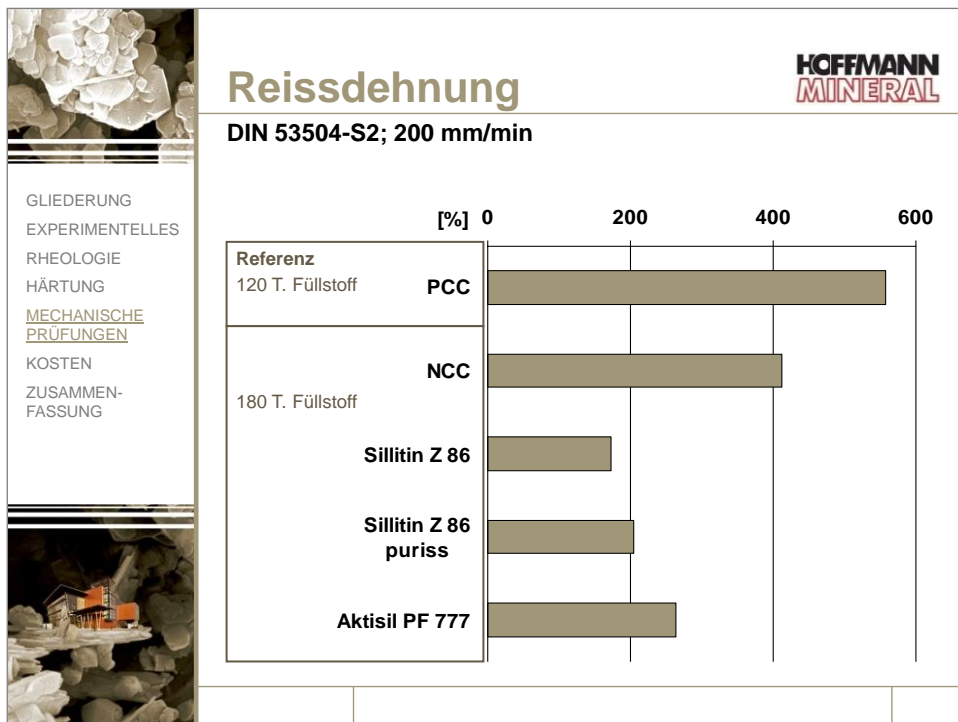 Reissdehnung
HOFFMANN
MINERAL
DIN 53504-S2; 200 mm/min
GLIEDERUNG
EXPERIMENTELLES
RHEOLOGIE
HÄRTUNG
MECHANISCHE
PRÜFUNGEN
KOSTEN
ZUSAMMEN-
FASSUNG
[%] 0 200 400 600
Referenz
120 T. Füllstoff PCC
NCC
180 T. Füllstoff
Sillitin Z 86
Sillitin Z 86
puriss
Aktisil PF 777